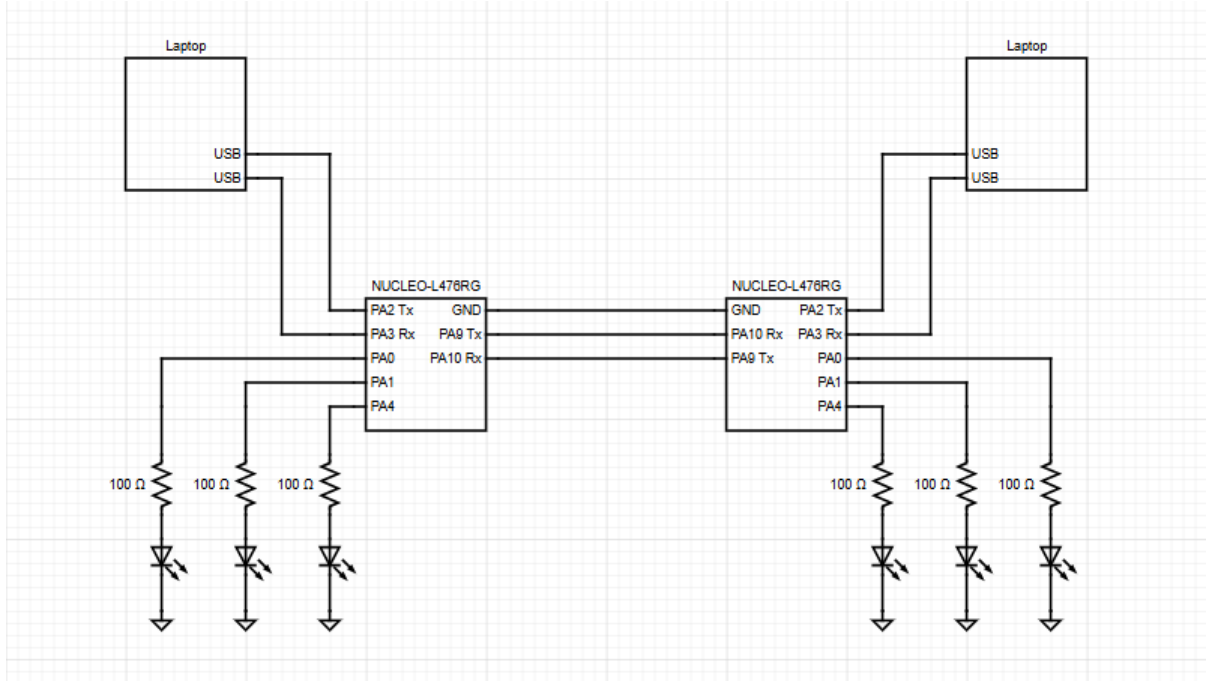 Laptop
USB
USB
Laptop
USB
USB
NUCLEO-L476RG
PA2 Tx GND
PA3 Rx PA9 Tx
PA0 PA10 Rx
PA1
PA4
NUCLEO-L476RG
GND PA2 Tx
PA10 Rx PA3 Rx
PA9 Tx PA0
PA1
PA4
100 Ω 100 Ω 100 Ω
100 Ω 100 Ω 100 Ω